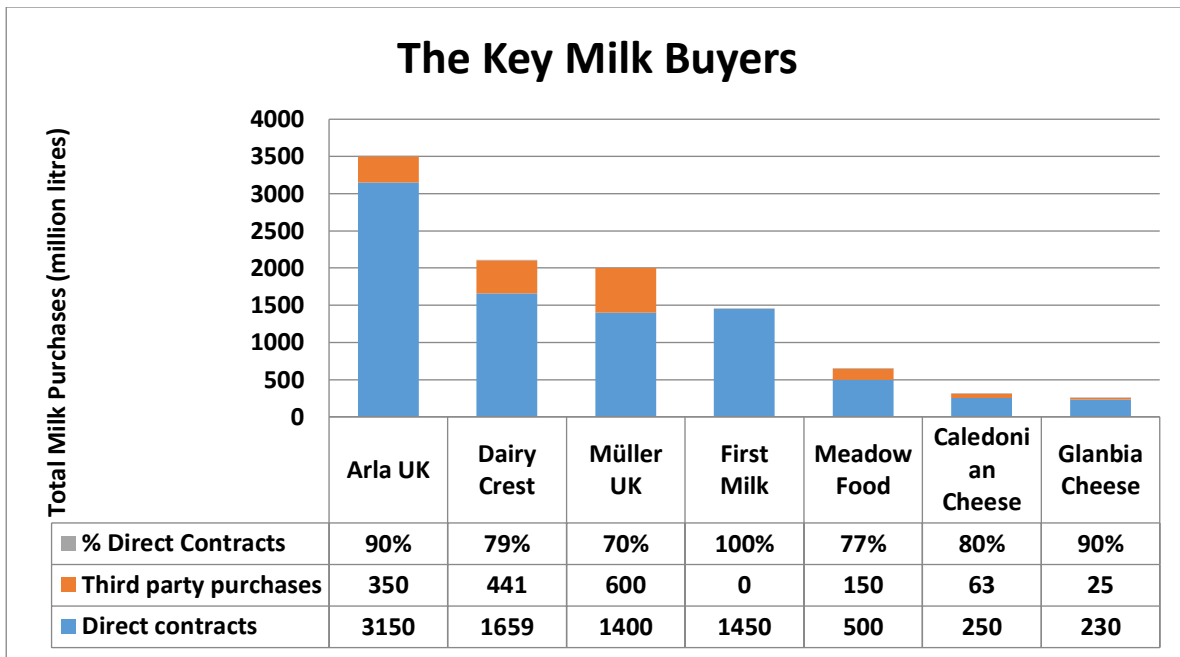 The Key Milk Buyers
Total Milk Purchases (million litres)
4000
3500
3000
2500
2000
1500
1000
500
0
Arla UK
Dairy
Crest
Müller
UK
First
Milk
Meadow
Food
Caledoni
an
Cheese
Glanbia
Cheese
% Direct Contracts 90% 79% 70% 100% 77% 80% 90%
Third party purchases 350 441 600 0 150 63 25
Direct contracts 3150 1659 1400 1450 500 250 230